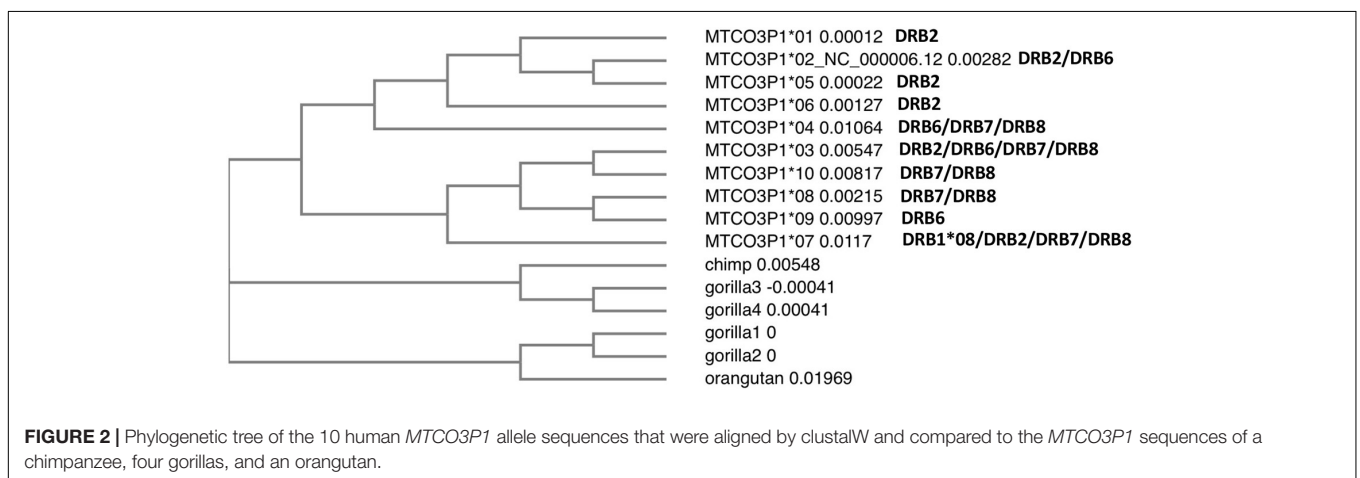 MTCO3P1*01 0.00012 DRB2
MTCO3P1*02_NC_000006.12 0.00282 DRB2/DRB6
MTCO3P1*05 0.00022 DRB2
MTCO3P1*06 0.00127 DRB2
MTCO3P1*04 0.01064 DRB6/DRB7/DRB8
MTCO3P1*03 0.00547 DRB2/DRB6/DRB7/DRB8
MTCO3P1*10 0.00817 DRB7/DRB8
MTCO3P1*08 0.00215 DRB7/DRB8
MTCO3P1*09 0.00997 DRB6
MTCO3P1*07 0.0117 DRB1*08/DRB2/DRB7/DRB8
chimp 0.00548
gorilla3 -0.00041
gorilla4 0.00041
gorilla1 0
gorilla2 0
orangutan 0.01969
FIGURE 2 | Phylogenetic tree of the 10 human MTCO3P1 allele sequences that were aligned by clustalW and compared to the MTCO3P1 sequences of a
chimpanzee, four gorillas, and an orangutan.